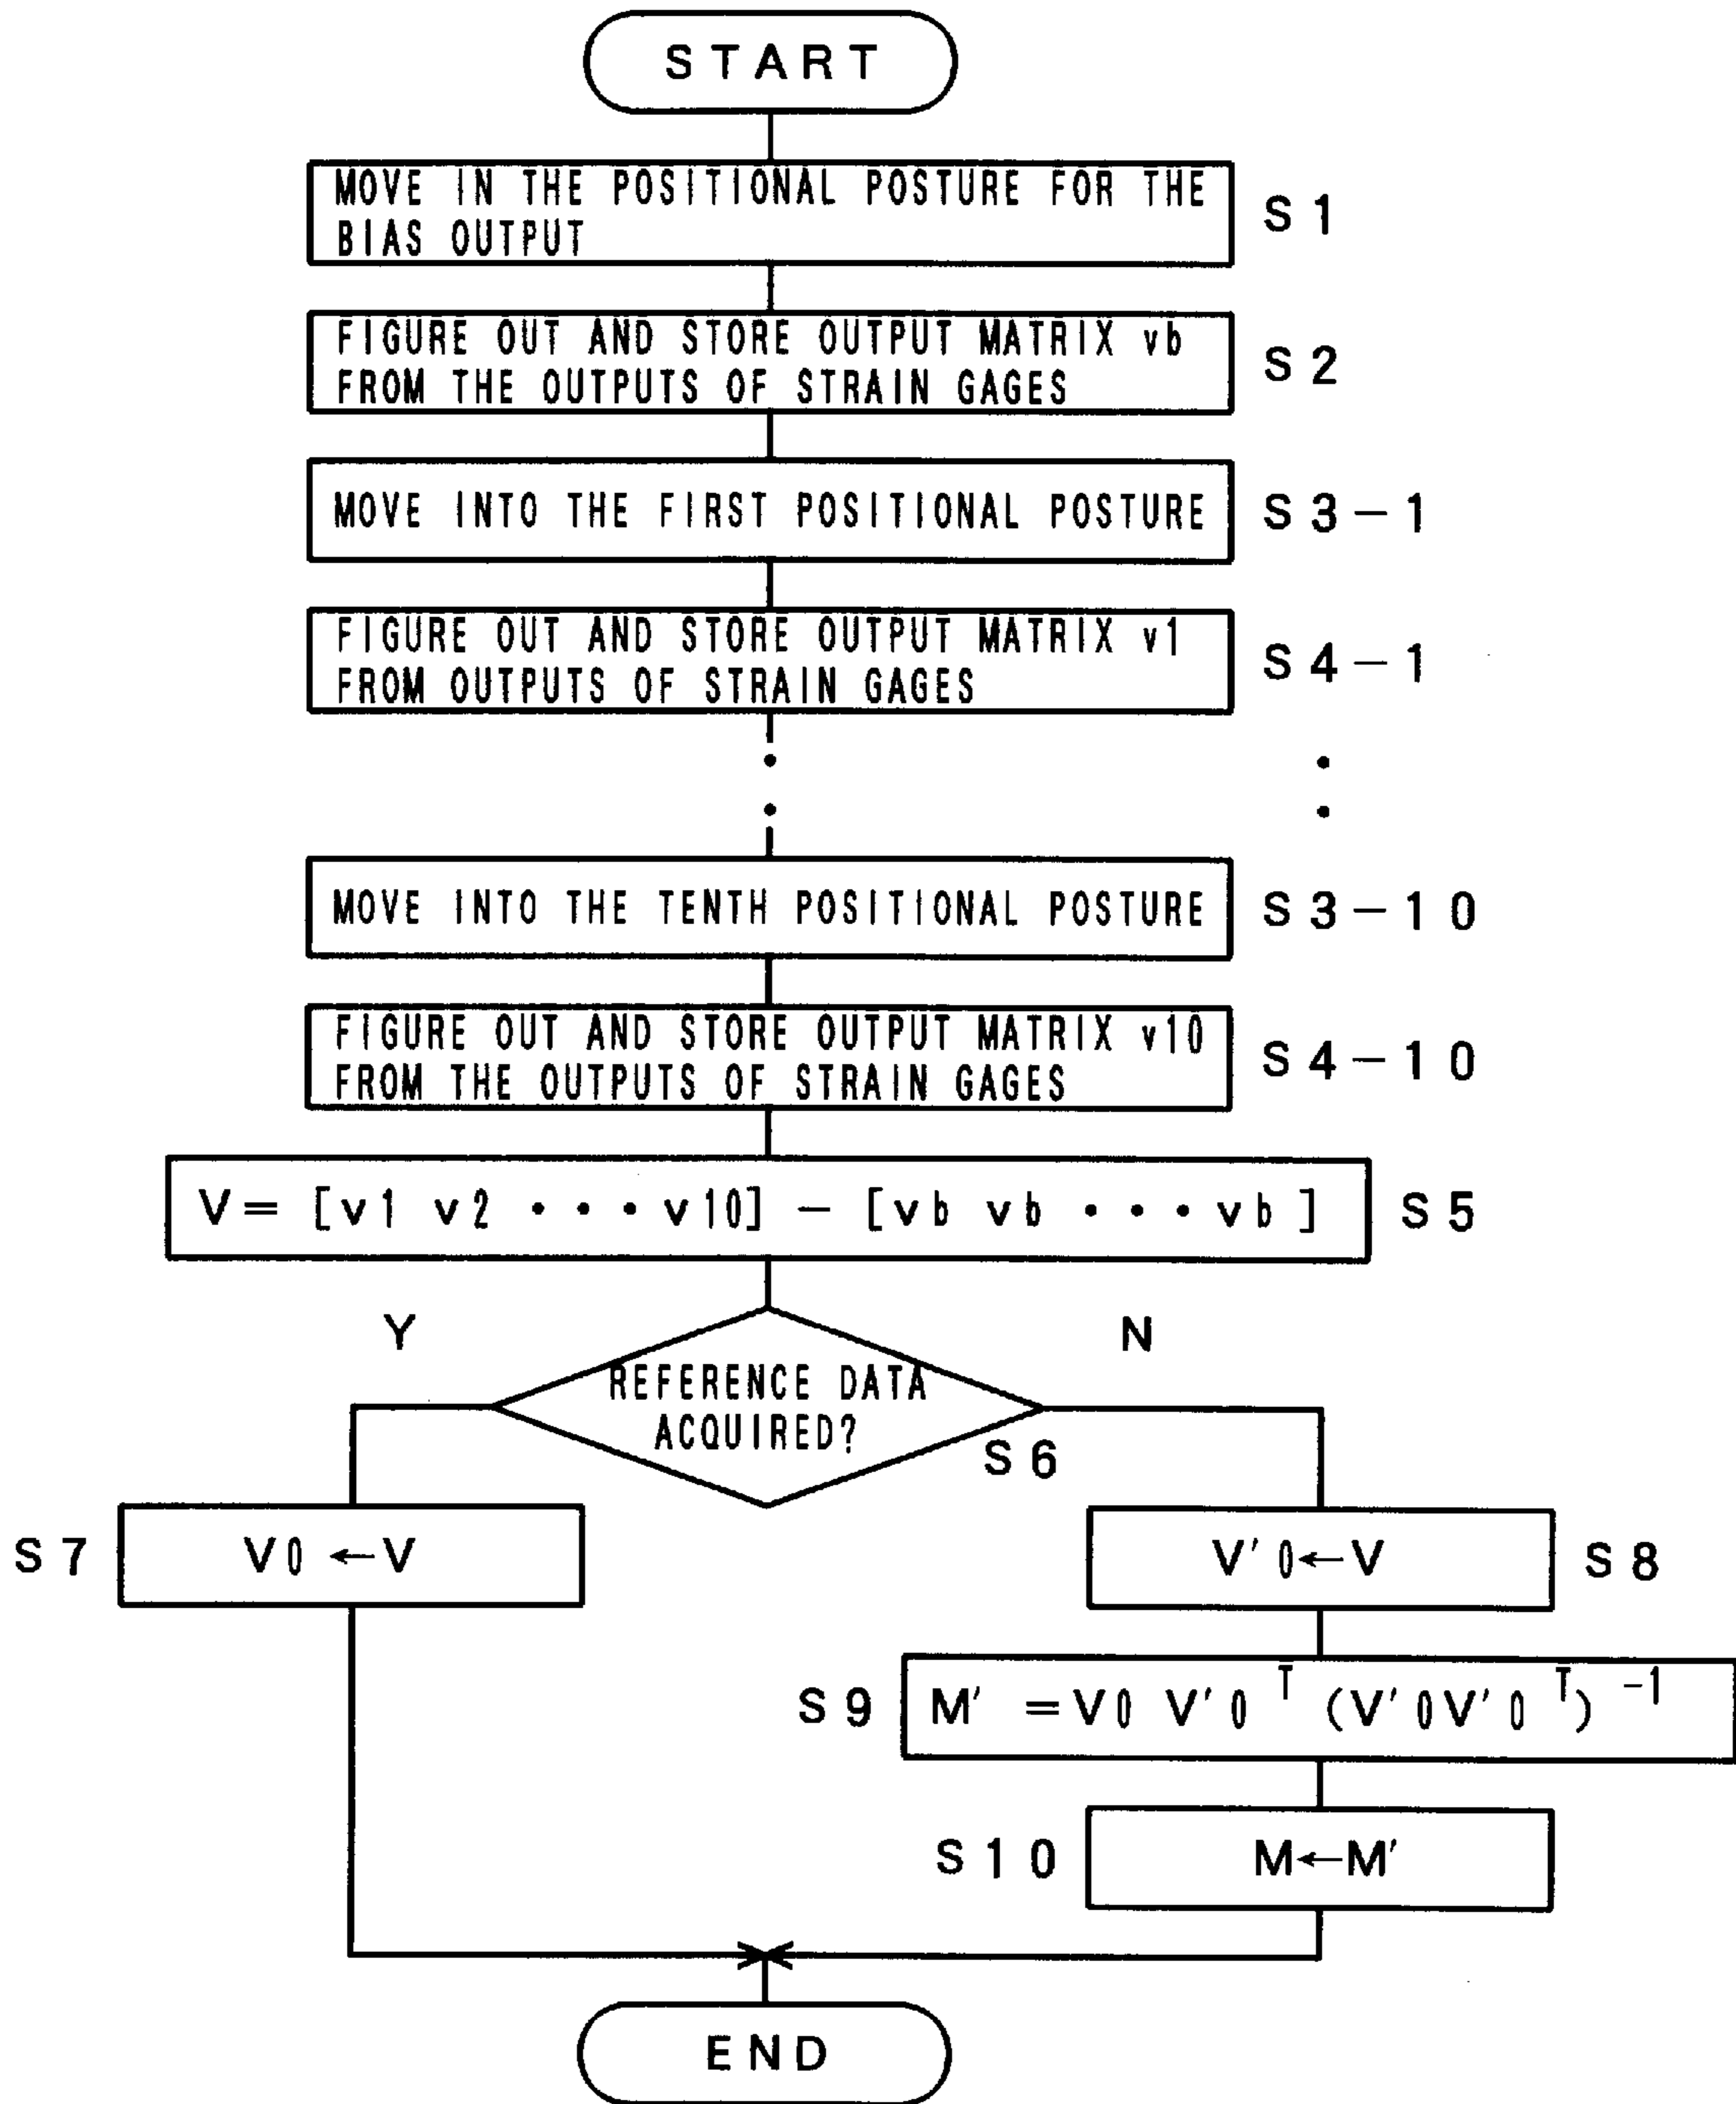 START
MOVE IN THE POSITIONAL POSTURE FOR THE
BIAS OUTPUT
S1
FIGURE OUT AND STORE OUTPUT MATRIX vb
FROM THE OUTPUTS OF STRAIN GAGES
S2
MOVE INTO THE FIRST POSITIONAL POSTURE
S3-1
FIGURE OUT AND STORE OUTPUT MATRIX v1
FROM OUTPUTS OF STRAIN GAGES
S4-1
MOVE INTO THE TENTH POSITIONAL POSTURE
S3-10
FIGURE OUT AND STORE OUTPUT MATRIX v10
FROM THE OUTPUTS OF STRAIN GAGES
S4-10
V= [v1 v2 ··· v10] - [vb vb ··· vb]
S5
Y
N
REFERENCE DATA
ACQUIRED?
S6
S7
V0 ←V
V'0←V
S8
S9
M' =V0 V'0^T (V'0V'0^T)^-1
S10
M←M'
END